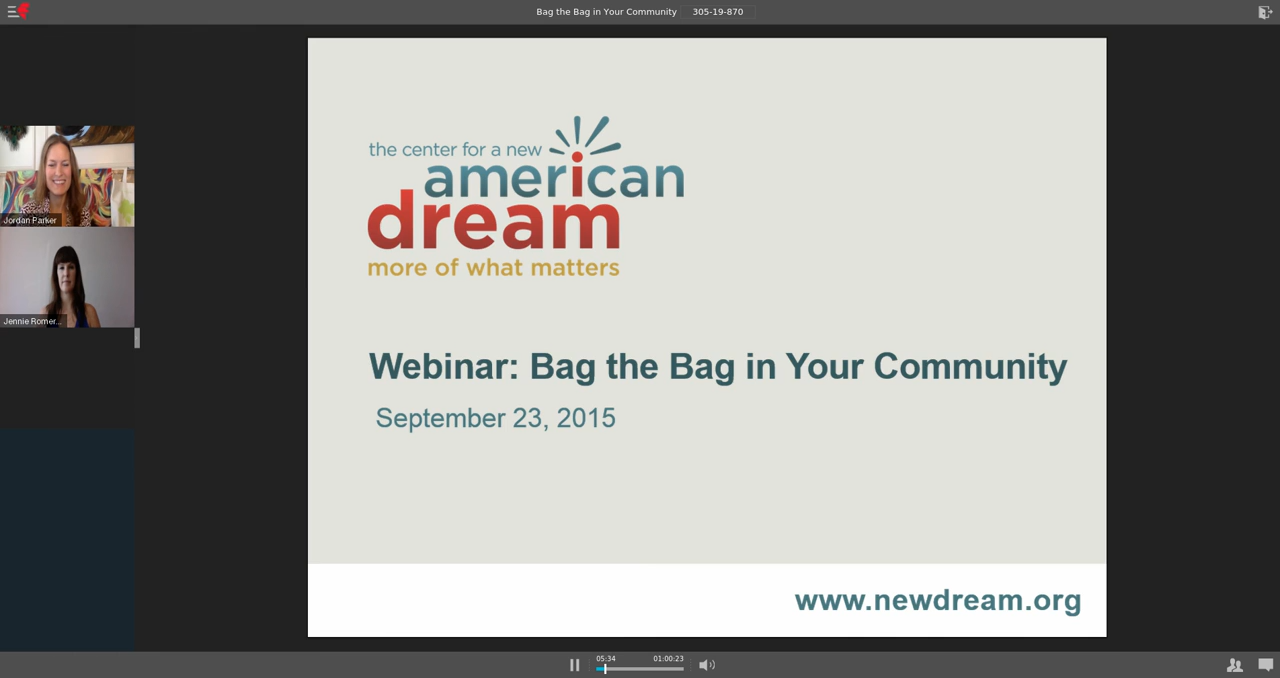 Bag the Bag in Your Community 305-19-870
Jordan Parker
Jennie Romer...
the center for a new
american
dream
more of what matters
Webinar: Bag the Bag in Your Community
September 23, 2015
www.newdream.org
05:34 01:00:23